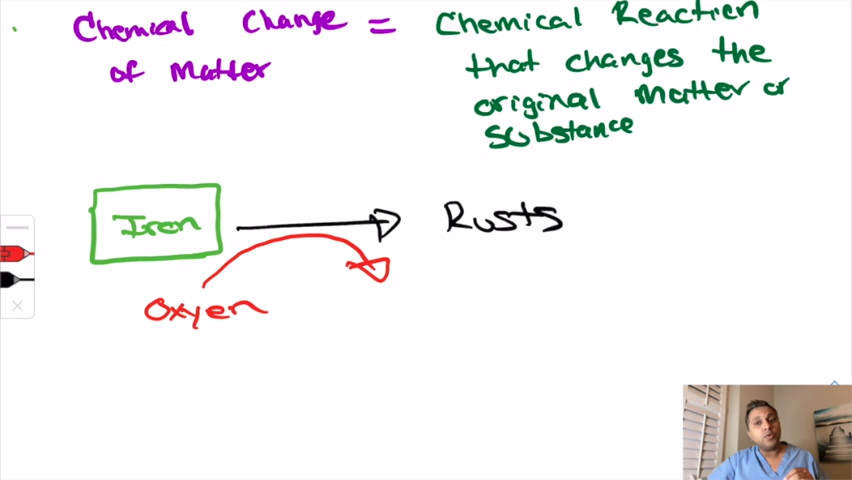 Chemical Change = Chemical Reaction
of Matter that changes the
original Matter or
substance
Iron Rusts
Oxyen